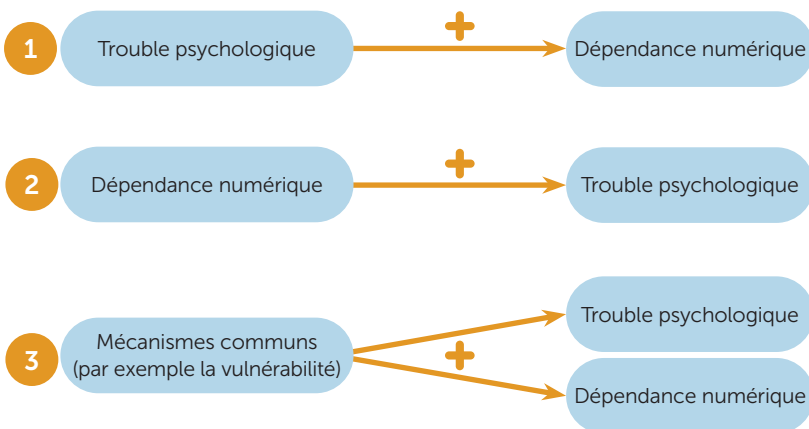 1
Trouble psychologique
+
Dépendance numérique
2
Dépendance numérique
+
Trouble psychologique
3
Mécanismes communs
(par exemple la vulnérabilité)
+
Trouble psychologique
Dépendance numérique